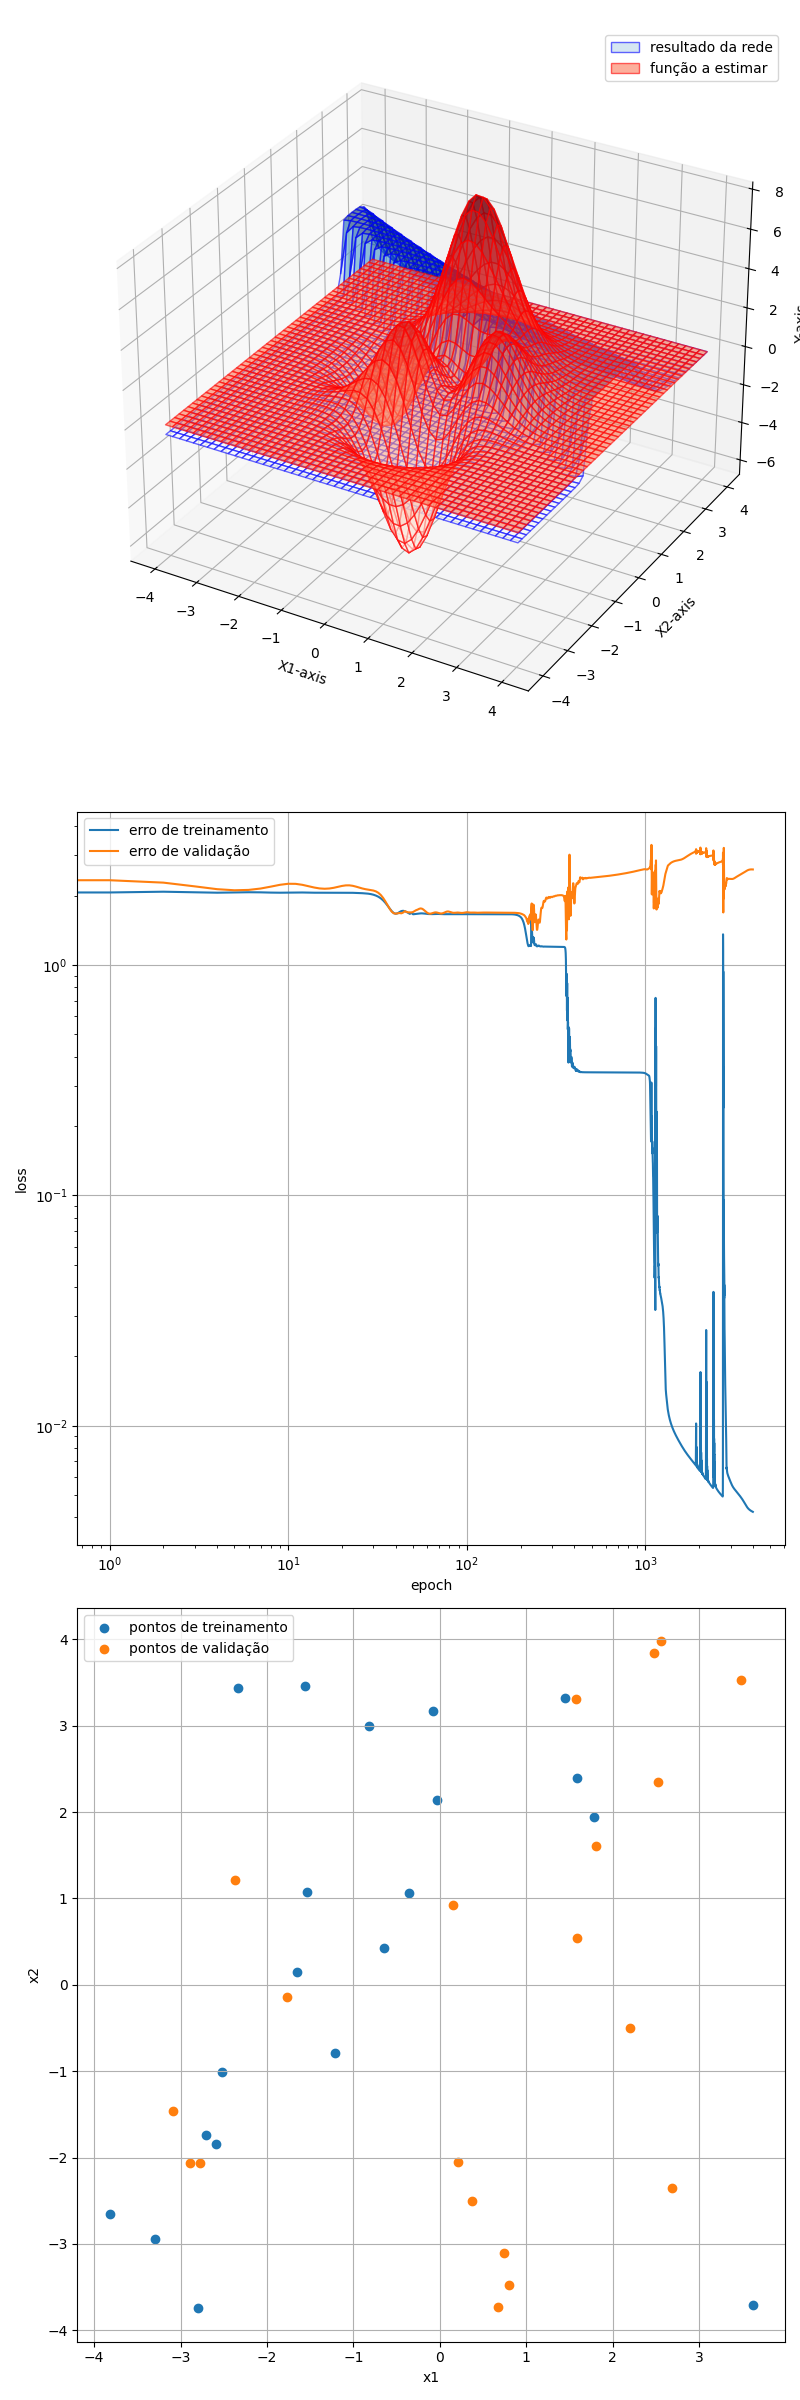 resultado da rede
função a estimar
8
6
4
2
0
−2
−4
−6
−4
−3
−2
−1
0
1
2
3
4
X1-axis
−4
−3
−2
−1
0
1
2
3
4
X2-axis
erro de treinamento
erro de validação
10⁰
10⁻¹
10⁻²
loss
10⁰ 10¹ 10² 10³
epoch
pontos de treinamento
pontos de validação
4
3
2
1
0
−1
−2
−3
−4
x2
−4 −3 −2 −1 0 1 2 3
x1